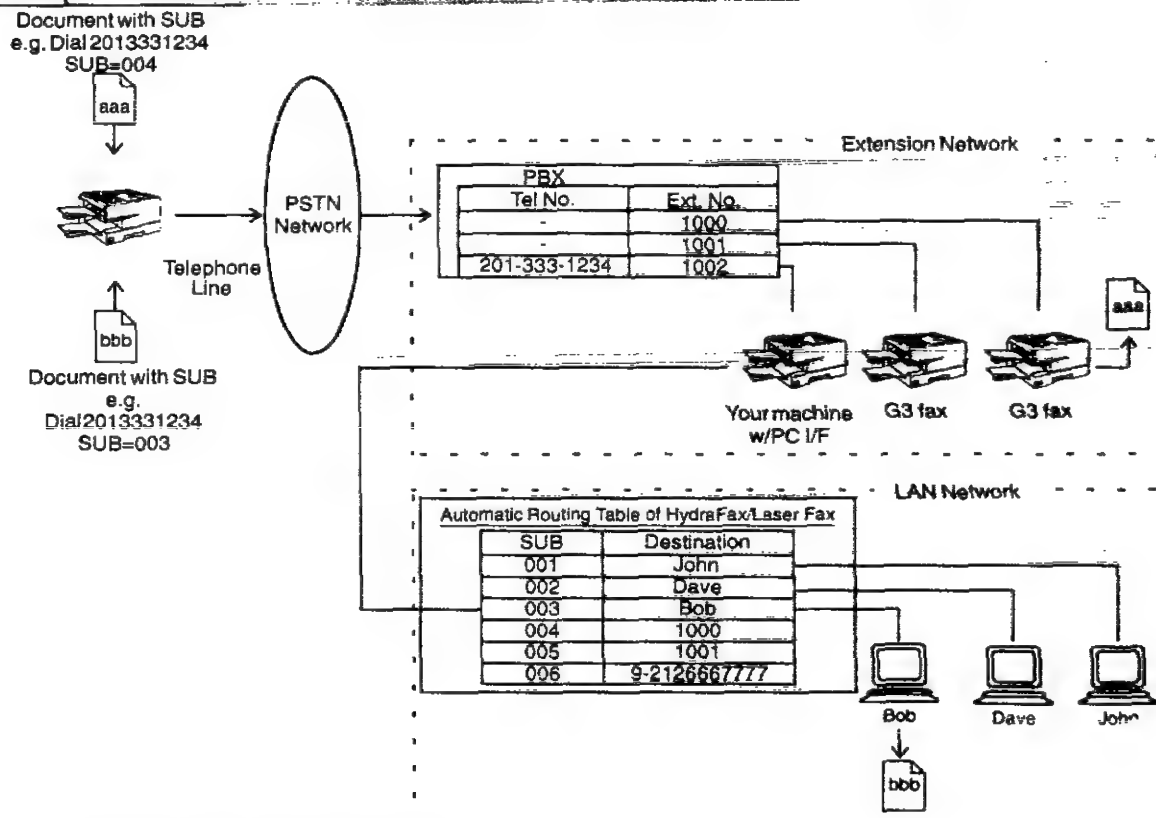 Document with SUB
e.g. Dial 2013331234
SUB=004
aaa
PSTN
Network
Telephone
Line
bbb
Document with SUB
e.g.
Dial 2013331234
SUB=003
Extension Network
PBX
Tel No. Ext. No.
- 1000
- 1001
201-333-1234 1002
aaa
Your machine
w/PC I/F
G3 fax
G3 fax
LAN Network
Automatic Routing Table of HydraFax/Laser Fax
SUB Destination
001 John
002 Dave
003 Bob
004 1000
005 1001
006 9-2126667777
Bob
Dave
John
bbb